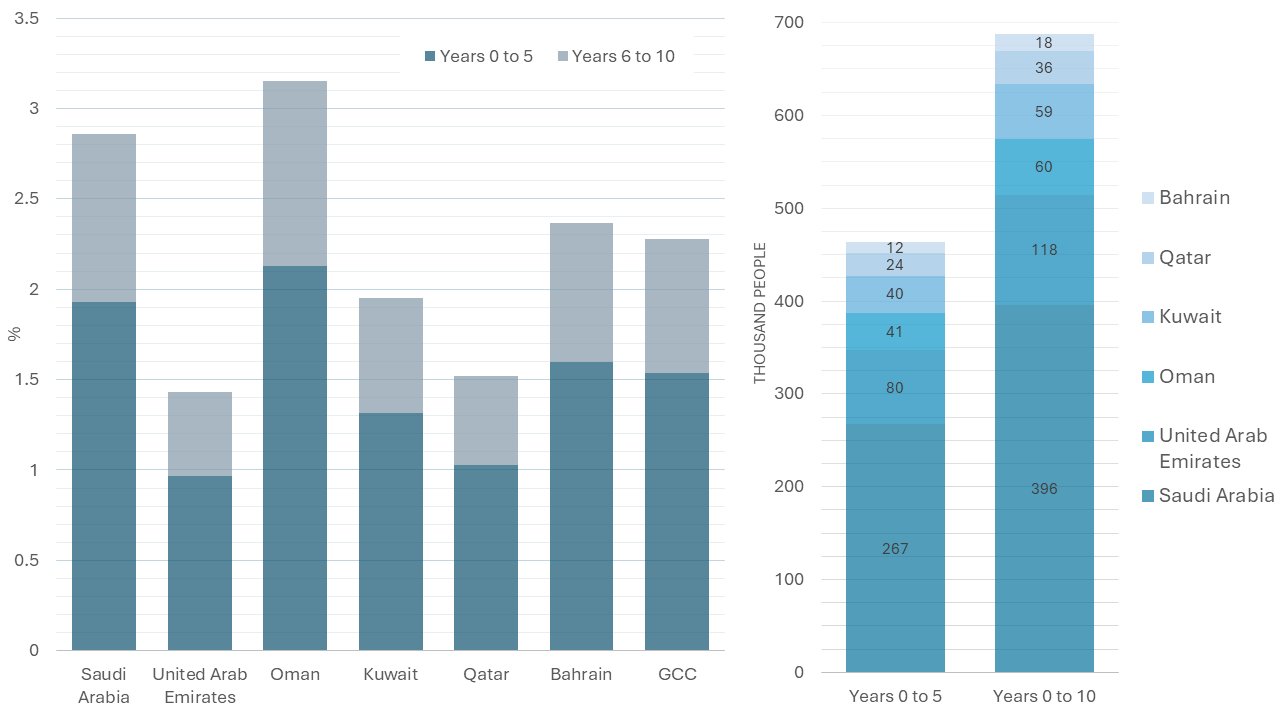 3.5
3
2.5
2
1.5
1
0.5
0
%
Years 0 to 5
Years 6 to 10
Saudi
Arabia
United Arab
Emirates
Oman
Kuwait
Qatar
Bahrain
GCC
700
600
500
400
300
200
100
0
THOUSAND PEOPLE
12
24
40
41
80
267
18
36
59
60
118
396
Years 0 to 5
Years 0 to 10
Bahrain
Qatar
Kuwait
Oman
United Arab
Emirates
Saudi Arabia